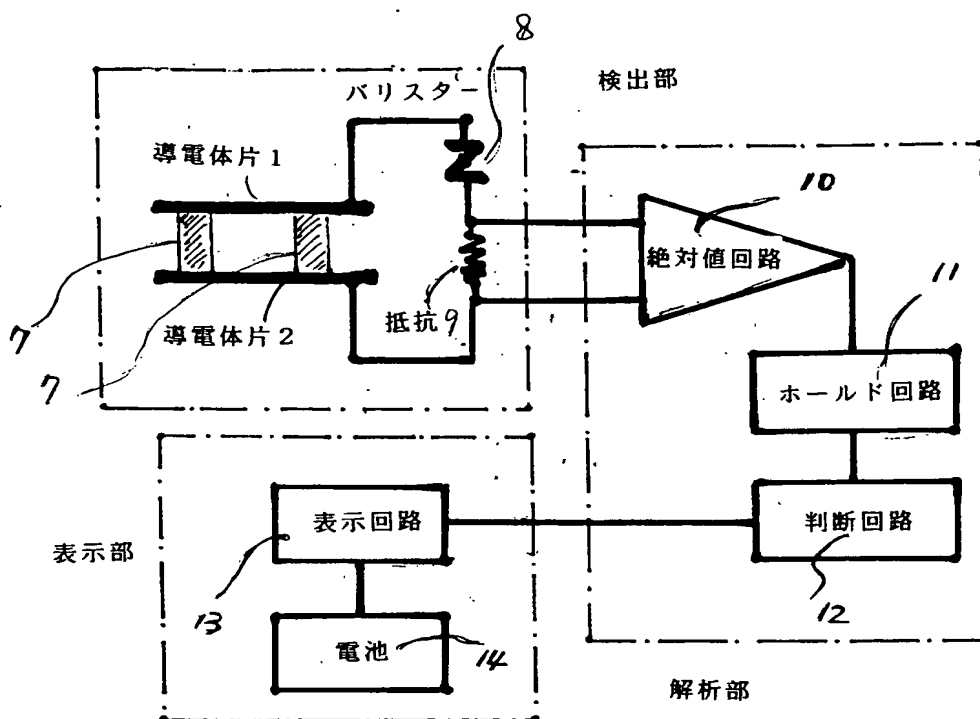 8
検出部
バリスター
導電体片1
10
絶対値回路
11
7
抵抗9
導電体片2
7
ホールド回路
表示回路
判断回路
表示部
13
12
電池
14
解析部